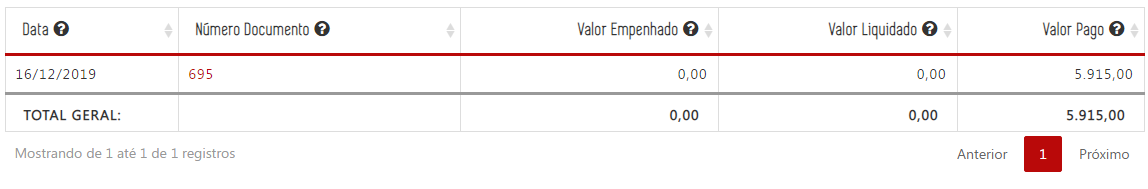 Data Número Documento Valor Empenhado Valor Liquidado Valor Pago
16/12/2019 695 0,00 0,00 5.915,00
TOTAL GERAL: 0,00 0,00 5.915,00
Mostrando de 1 até 1 de 1 registros Anterior 1 Próximo